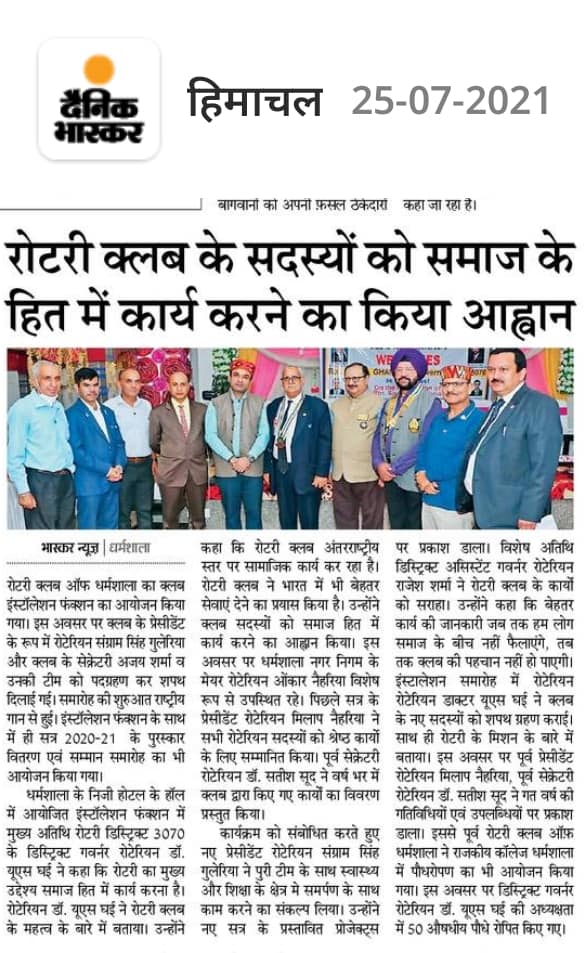 दैनिक
भास्कर
हिमाचल 25-07-2021
बागवानों को अपनी फ़सल ठेकेदारों कहा जा रहा है।
रोटरी क्लब के सदस्यों को समाज के
हित में कार्य करने का किया आह्वान
भास्कर न्यूज़ | धर्मशाला
रोटरी क्लब ऑफ धर्मशाला का क्लब
इंस्टॉलेशन फंक्शन का आयोजन किया
गया। इस अवसर पर क्लब के प्रेसीडेंट
के रूप में रोटेरियन संग्राम सिंह गुलेरिया
और क्लब के सेक्रेटरी अजय शर्मा व
उनकी टीम को पदग्रहण कर शपथ
दिलाई गई। समारोह की शुरुआत राष्ट्रीय
गान से हुई। इंस्टॉलेशन फंक्शन के साथ
में ही सत्र 2020-21 के पुरस्कार
वितरण एवं सम्मान समारोह का भी
आयोजन किया गया।
धर्मशाला के निजी होटल के हॉल
में आयोजित इंस्टॉलेशन फंक्शन में
मुख्य अतिथि रोटरी डिस्ट्रिक्ट 3070
के डिस्ट्रिक्ट गवर्नर रोटेरियन डॉ.
यूएस घई ने कहा कि रोटरी का मुख्य
उद्देश्य समाज हित में कार्य करना है।
रोटेरियन डॉ. यूएस घई ने रोटरी क्लब
के महत्व के बारे में बताया। उन्होंने
कहा कि रोटरी क्लब अंतरराष्ट्रीय
स्तर पर सामाजिक कार्य कर रहा है।
रोटरी क्लब ने भारत में भी बेहतर
सेवाएं देने का प्रयास किया है। उन्होंने
क्लब सदस्यों को समाज हित में
कार्य करने का आह्वान किया। इस
अवसर पर धर्मशाला नगर निगम के
मेयर रोटेरियन ओंकार नैहरिया विशेष
रूप से उपस्थित रहे। पिछले सत्र के
प्रेसीडेंट रोटेरियन मिलाप नैहरिया ने
सभी रोटेरियन सदस्यों को श्रेष्ठ कार्यों
के लिए सम्मानित किया। पूर्व सेक्रेटरी
रोटेरियन डॉ. सतीश सूद ने वर्ष भर में
क्लब द्वारा किए गए कार्यों का विवरण
प्रस्तुत किया।
कार्यक्रम को संबोधित करते हुए
नए प्रेसीडेंट रोटेरियन संग्राम सिंह
गुलेरिया ने पुरी टीम के साथ स्वास्थ्य
और शिक्षा के क्षेत्र मे समर्पण के साथ
काम करने का संकल्प लिया। उन्होंने
नए सत्र के प्रस्तावित प्रोजेक्ट्स
पर प्रकाश डाला। विशेष अतिथि
डिस्ट्रिक्ट असिस्टेंट गवर्नर रोटेरियन
राजेश शर्मा ने रोटरी क्लब के कार्यों
को सराहा। उन्होंने कहा कि बेहतर
कार्य की जानकारी जब तक हम लोग
समाज के बीच नहीं फैलाएंगे, तब
तक क्लब की पहचान नहीं हो पाएगी।
इंस्टालेशन समारोह में रोटेरियन
रोटेरियन डाक्टर यूएस घई ने क्लब
के नए सदस्यों को शपथ ग्रहण कराई।
साथ ही रोटरी के मिशन के बारे में
बताया। इस अवसर पर पूर्व प्रेसीडेंट
रोटेरियन मिलाप नैहरिया, पूर्व सेक्रेटरी
रोटेरियन डॉ. सतीश सूद ने गत वर्ष की
गतिविधियों एवं उपलब्धियों पर प्रकाश
डाला। इससे पूर्व रोटरी क्लब ऑफ
धर्मशाला ने राजकीय कॉलेज धर्मशाला
में पौधरोपण का भी आयोजन किया
गया। इस अवसर पर डिस्ट्रिक्ट गवर्नर
रोटेरियन डॉ. यूएस घई की अध्यक्षता
में 50 औषधीय पौधे रोपित किए गए।